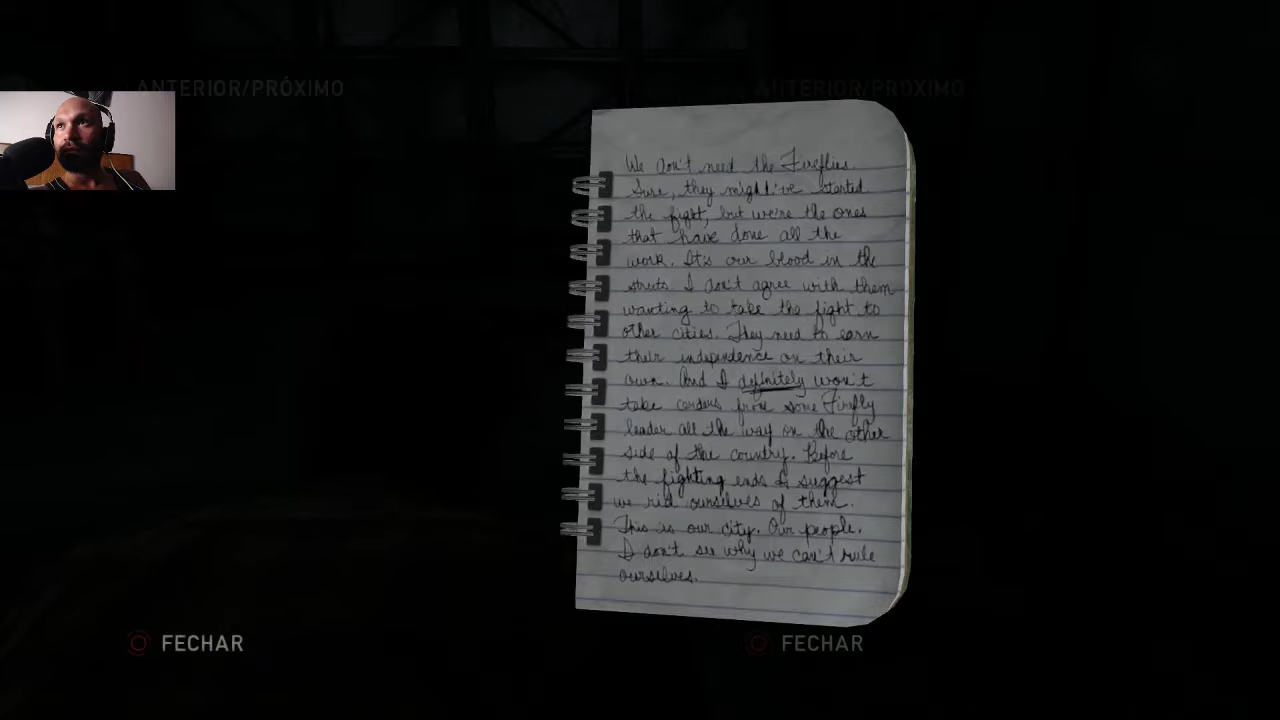 ANTERIOR/PRÓXIMO
ANTERIOR/PRÓXIMO
We don't need the Fireflies.
Sure, they might've started
the fight, but we're the ones
that have done all the
work. It's our blood in the
struts. I don't agree with them
wanting to take the fight to
other cities. They need to earn
their independence on their
own. And I definitely won't
take orders from some Firefly
leader all the way on the other
side of the country. Before
the fighting ends I suggest
we rid ourselves of them.
This is our city. Our people.
I don't see why we can't rule
ourselves.
FECHAR
FECHAR